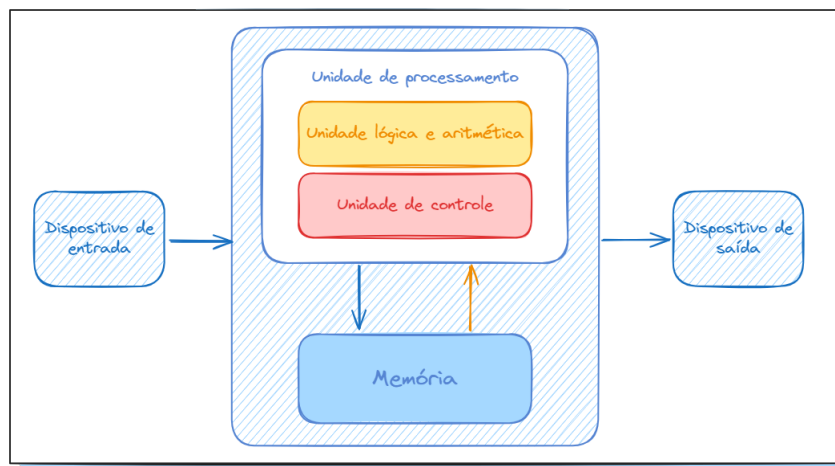 Unidade de processamento
Unidade lógica e aritmética
Unidade de controle
Dispositivo de
entrada
Dispositivo de
saída
Memória